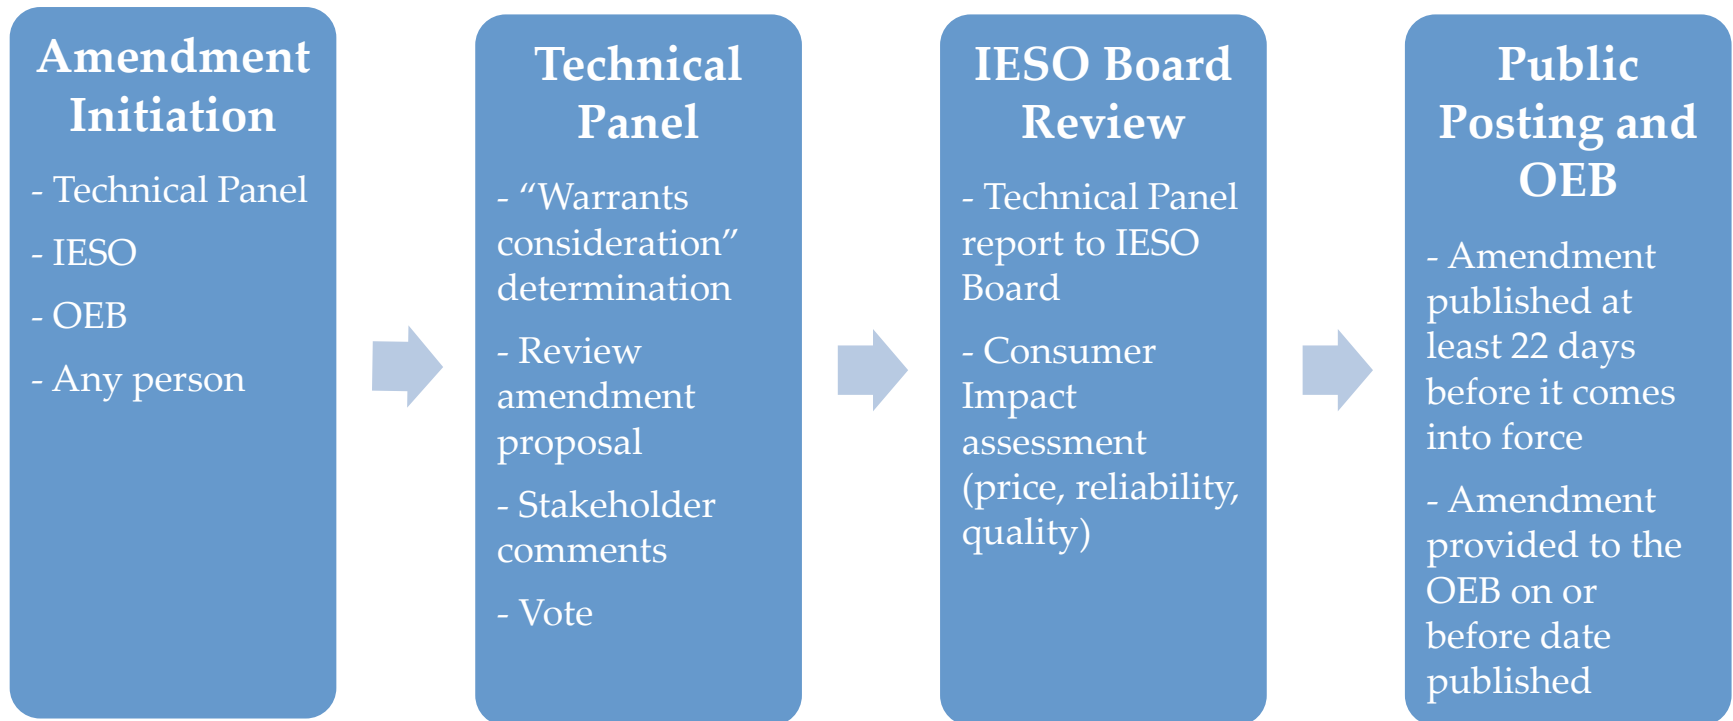 Amendment
Initiation
- Technical Panel
- IESO
- OEB
- Any person
Technical
Panel
- “Warrants
consideration”
determination
- Review
amendment
proposal
- Stakeholder
comments
- Vote
IESO Board
Review
- Technical Panel
report to IESO
Board
- Consumer
Impact
assessment
(price, reliability,
quality)
Public
Posting and
OEB
- Amendment
published at
least 22 days
before it comes
into force
- Amendment
provided to the
OEB on or
before date
published